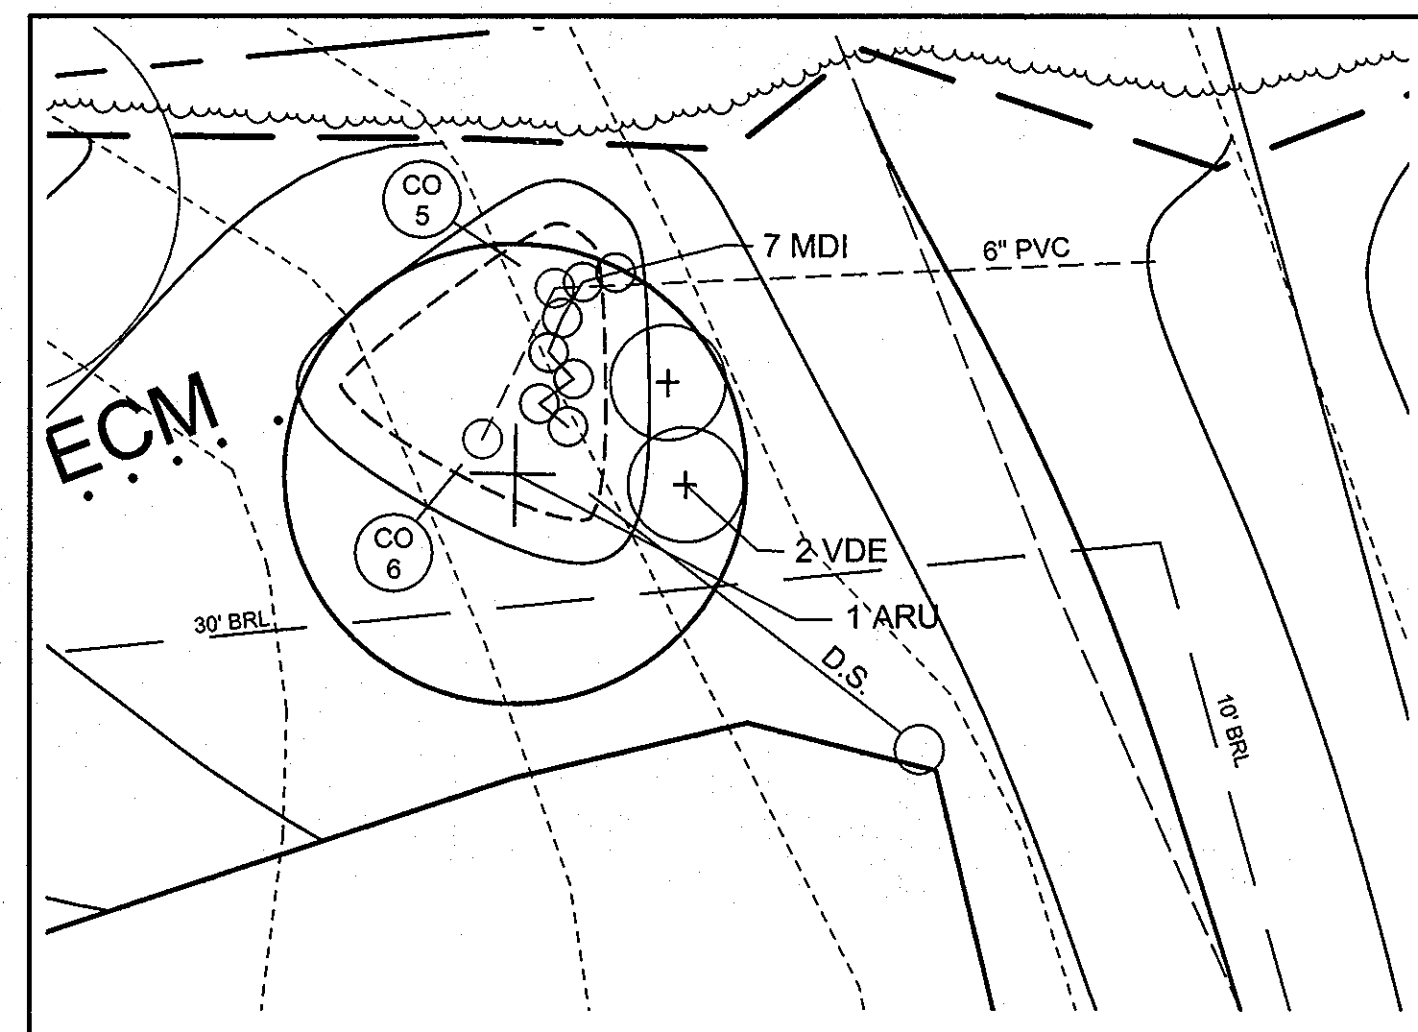 CO
5
7 MDI
6" PVC
ECM
CO
6
2 VDE
30' BRL
1 ARU
D.S.
10' BRL